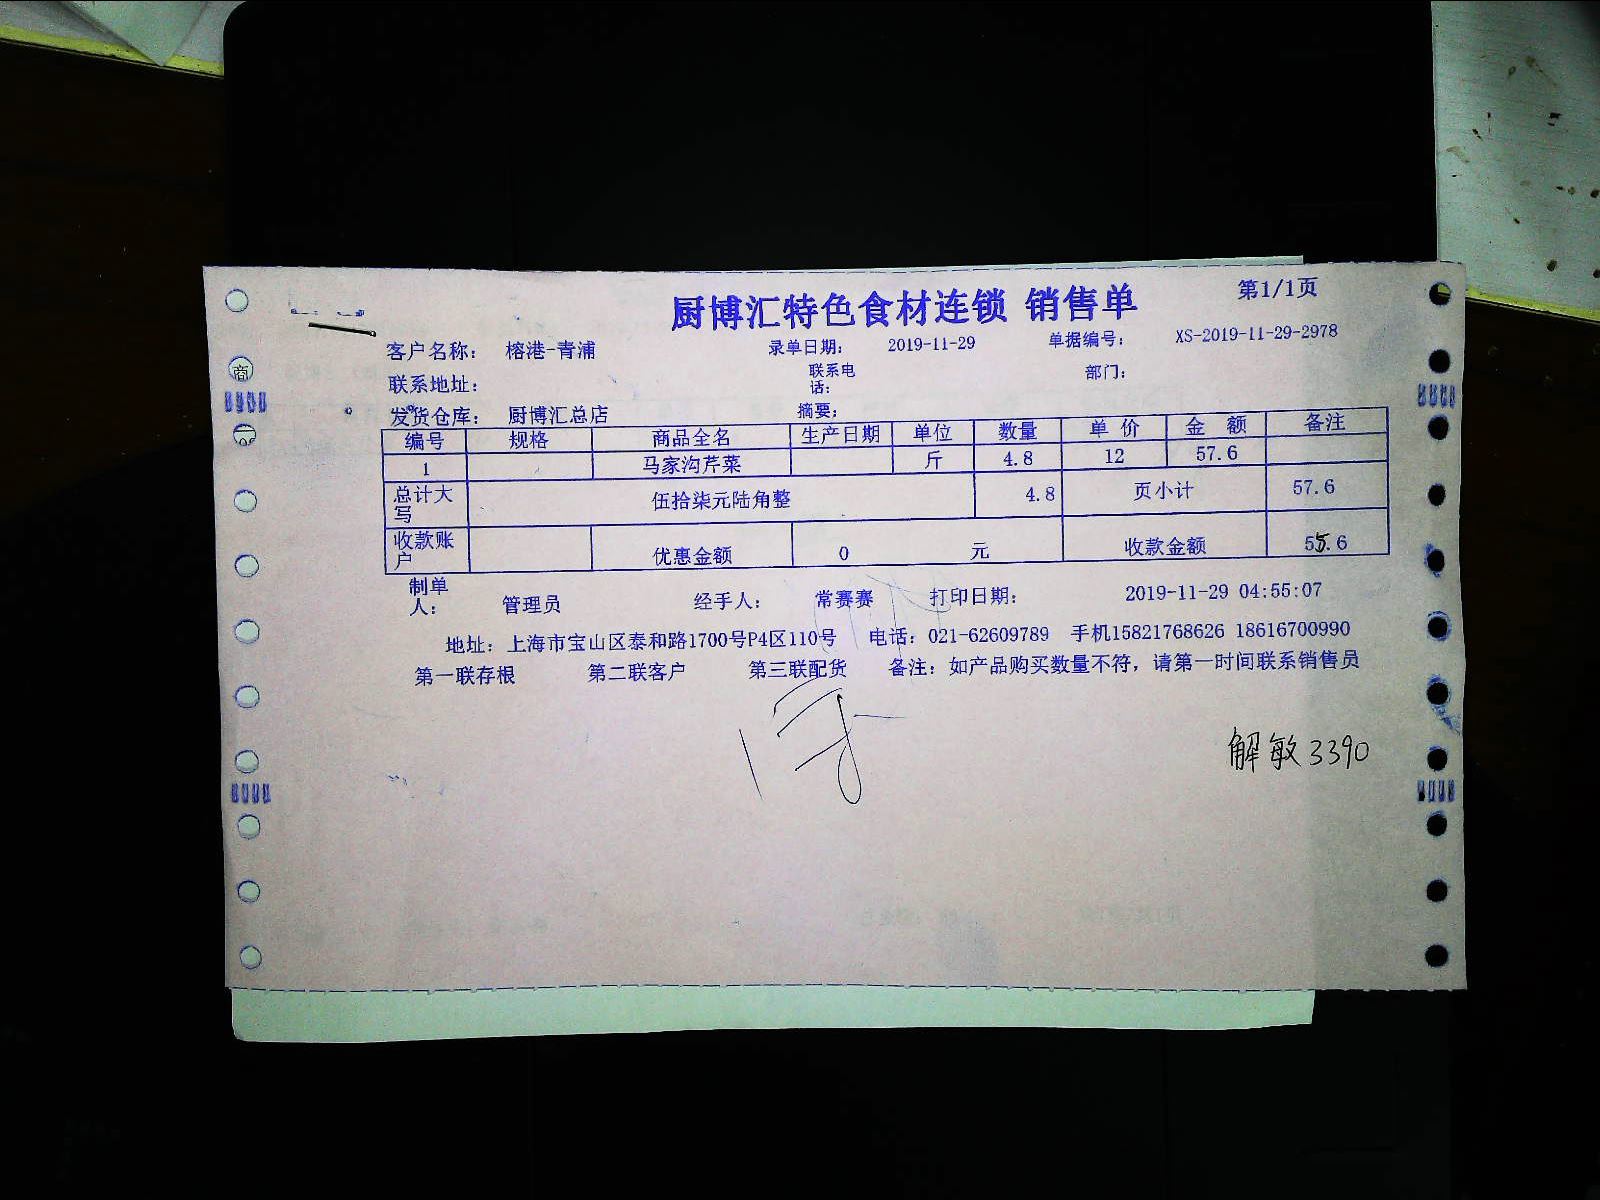 厨博汇特色食材连锁 销售单 第1/1页
客户名称: 榕港-青浦 录单日期: 2019-11-29 单据编号: XS-2019-11-29-2978
联系地址: 联系电话: 部门:
发货仓库: 厨博汇总店 摘要:
编号 规格 商品全名 生产日期 单位 数量 单价 金额 备注
1 马家沟芹菜 斤 4.8 12 57.6
总计大写 伍拾柒元陆角整 4.8 页小计 57.6
收款账户 优惠金额 0 元 收款金额 55.6
制单人: 管理员 经手人: 常赛赛 打印日期: 2019-11-29 04:55:07
地址: 上海市宝山区泰和路1700号P4区110号 电话: 021-62609789 手机15821768626 18616700990
第一联存根 第二联客户 第三联配货 备注: 如产品购买数量不符, 请第一时间联系销售员
解敏3390